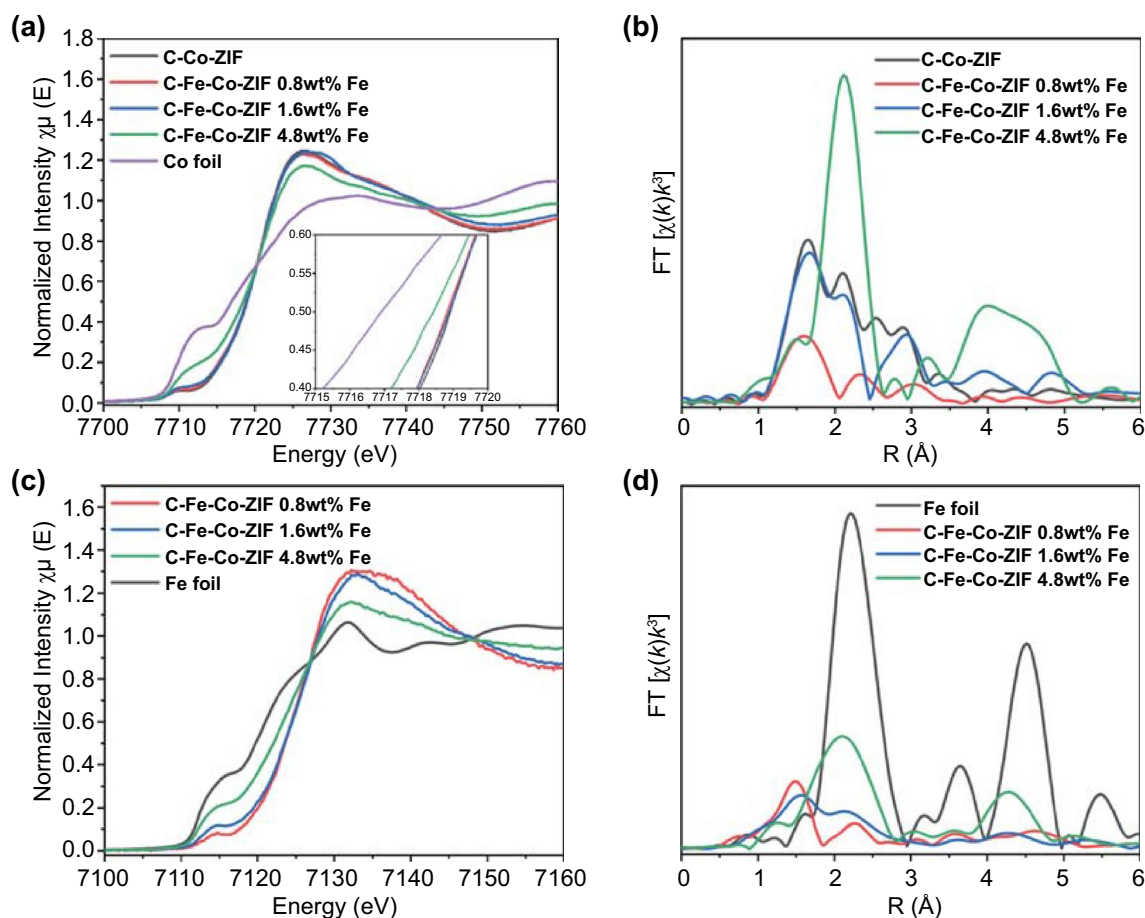 (a)
1.8
1.6
1.4
1.2
1.0
0.8
0.6
0.4
0.2
0.0
Normalized Intensity χμ (E)
C-Co-ZIF
C-Fe-Co-ZIF 0.8wt% Fe
C-Fe-Co-ZIF 1.6wt% Fe
C-Fe-Co-ZIF 4.8wt% Fe
Co foil
0.60
0.55
0.50
0.45
0.40
7715 7716 7717 7718 7719 7720
7700 7710 7720 7730 7740 7750 7760
Energy (eV)
(b)
FT [χ(k)k³]
C-Co-ZIF
C-Fe-Co-ZIF 0.8wt% Fe
C-Fe-Co-ZIF 1.6wt% Fe
C-Fe-Co-ZIF 4.8wt% Fe
0 1 2 3 4 5 6
R (Å)
(c)
1.6
1.4
1.2
1.0
0.8
0.6
0.4
0.2
0.0
Normalized Intensity χμ (E)
C-Fe-Co-ZIF 0.8wt% Fe
C-Fe-Co-ZIF 1.6wt% Fe
C-Fe-Co-ZIF 4.8wt% Fe
Fe foil
7100 7110 7120 7130 7140 7150 7160
Energy (eV)
(d)
FT [χ(k)k³]
Fe foil
C-Fe-Co-ZIF 0.8wt% Fe
C-Fe-Co-ZIF 1.6wt% Fe
C-Fe-Co-ZIF 4.8wt% Fe
0 1 2 3 4 5 6
R (Å)